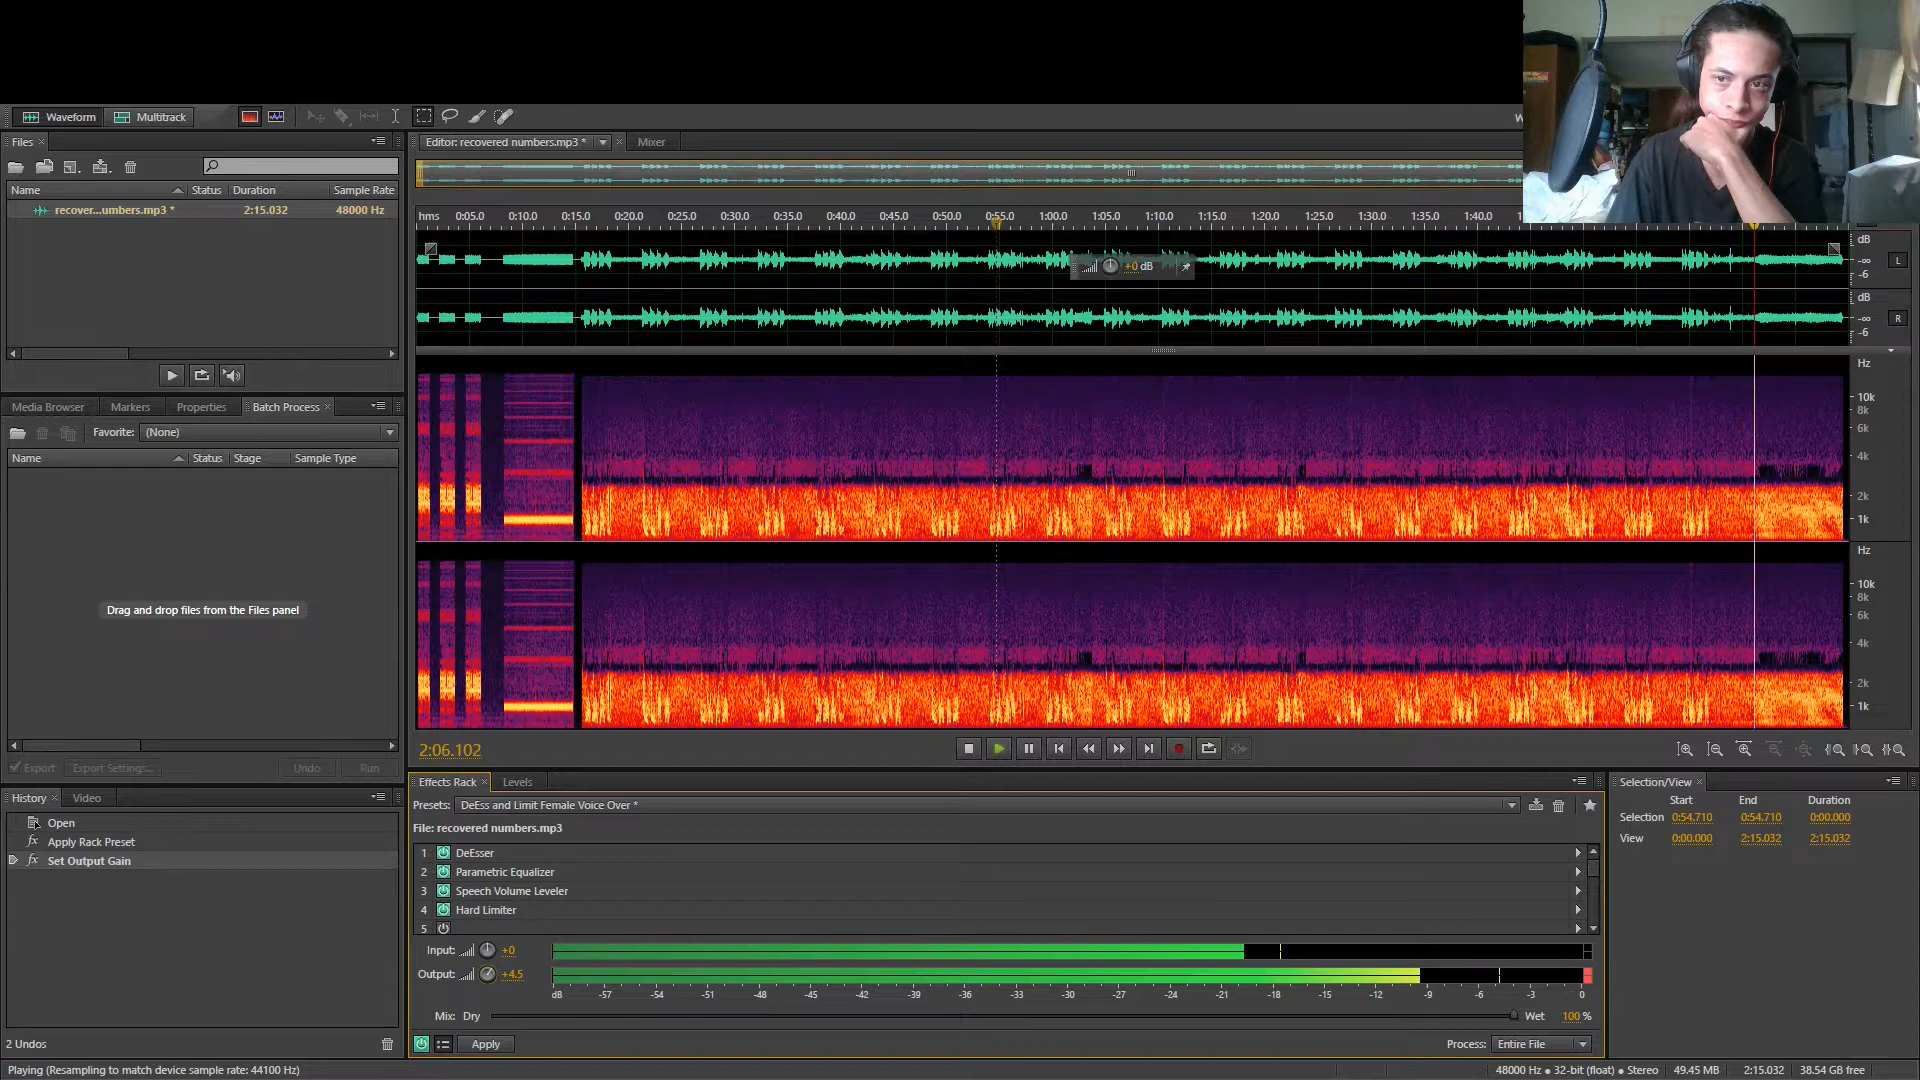 Waveform Multitrack
Files
Editor: recovered numbers.mp3 * Mixer
Name Status Duration Sample Rate
recover...umbers.mp3 * 2:15.032 48000 Hz
hms 0:05.0 0:10.0 0:15.0 0:20.0 0:25.0 0:30.0 0:35.0 0:40.0 0:45.0 0:50.0 0:55.0 1:00.0 1:05.0 1:10.0 1:15.0 1:20.0 1:25.0 1:30.0 1:35.0 1:40.0
dB
-∞
-6
L
+0 dB
dB
-∞
-6
R
Hz
10k
8k
6k
4k
2k
1k
Hz
10k
8k
6k
4k
2k
1k
Media Browser Markers Properties Batch Process
Favorite: (None)
Name Status Stage Sample Type
Drag and drop files from the Files panel
Export Export Settings... Undo Run
2:06.102
History Video
Open
fx Apply Rack Preset
fx Set Output Gain
2 Undos
Effects Rack Levels
Presets: DeEss and Limit Female Voice Over *
File: recovered numbers.mp3
1 DeEsser
2 Parametric Equalizer
3 Speech Volume Leveler
4 Hard Limiter
5
Input: +0
Output: +4.5
dB -57 -54 -51 -48 -45 -42 -39 -36 -33 -30 -27 -24 -21 -18 -15 -12 -9 -6 -3 0
Mix: Dry Wet 100 %
Apply Process: Entire File
Selection/View
Start End Duration
Selection 0:54.710 0:54.710 0:00.000
View 0:00.000 2:15.032 2:15.032
Playing (Resampling to match device sample rate: 44100 Hz) 48000 Hz • 32-bit (float) • Stereo 49.45 MB 2:15.032 38.54 GB free